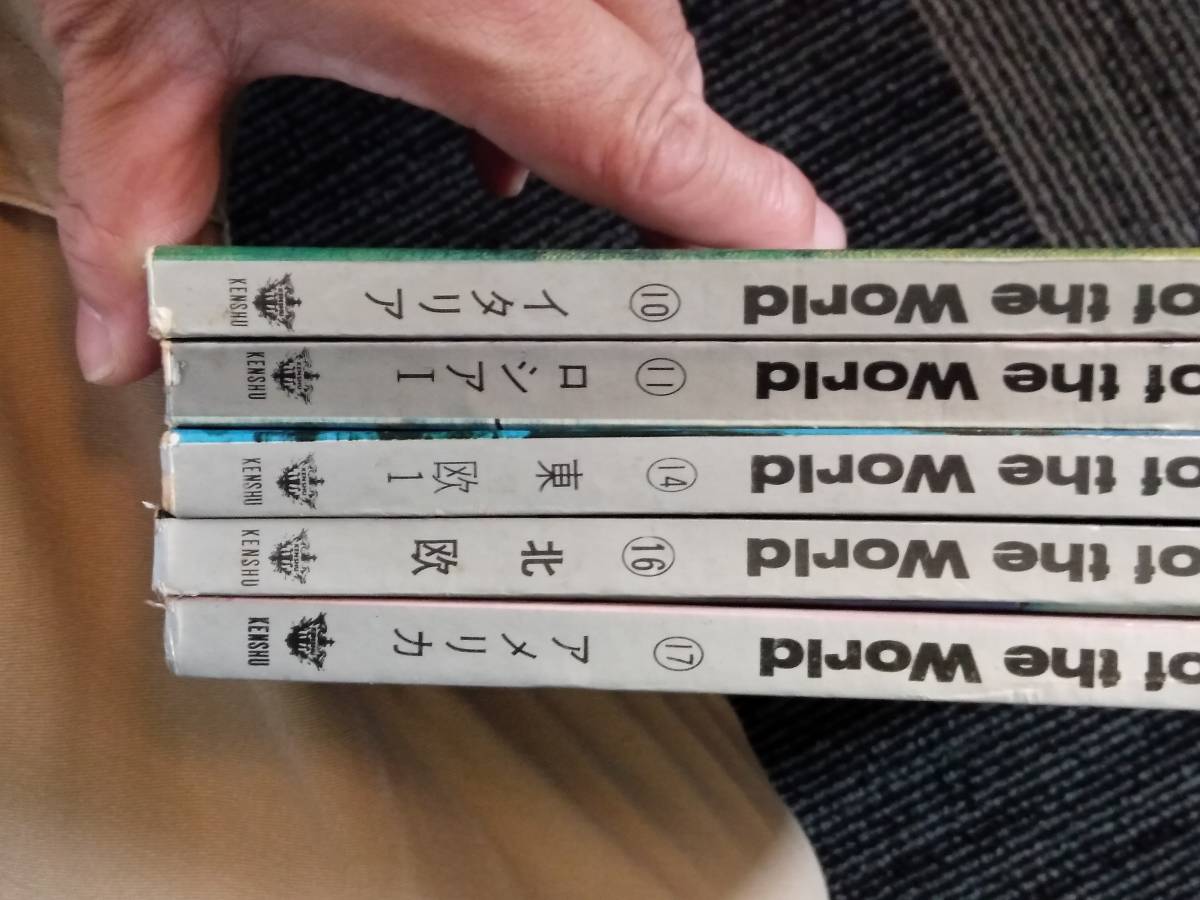 of the World ⑩ イタリア KENSHU
of the World ⑪ ロシア I KENSHU
of the World ⑭ 東欧 1 KENSHU
of the World ⑯ 北欧 KENSHU
of the World ⑰ アメリカ KENSHU